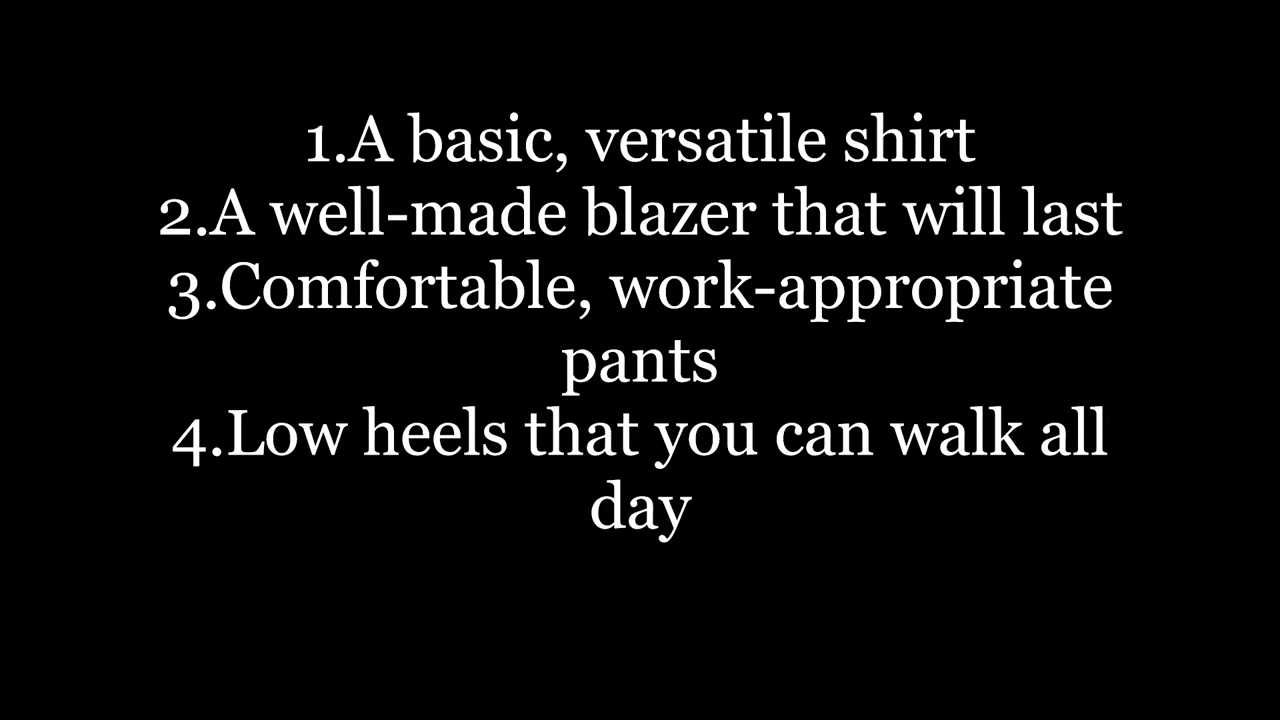 1.A basic, versatile shirt
2.A well-made blazer that will last
3.Comfortable, work-appropriate
pants
4.Low heels that you can walk all
day